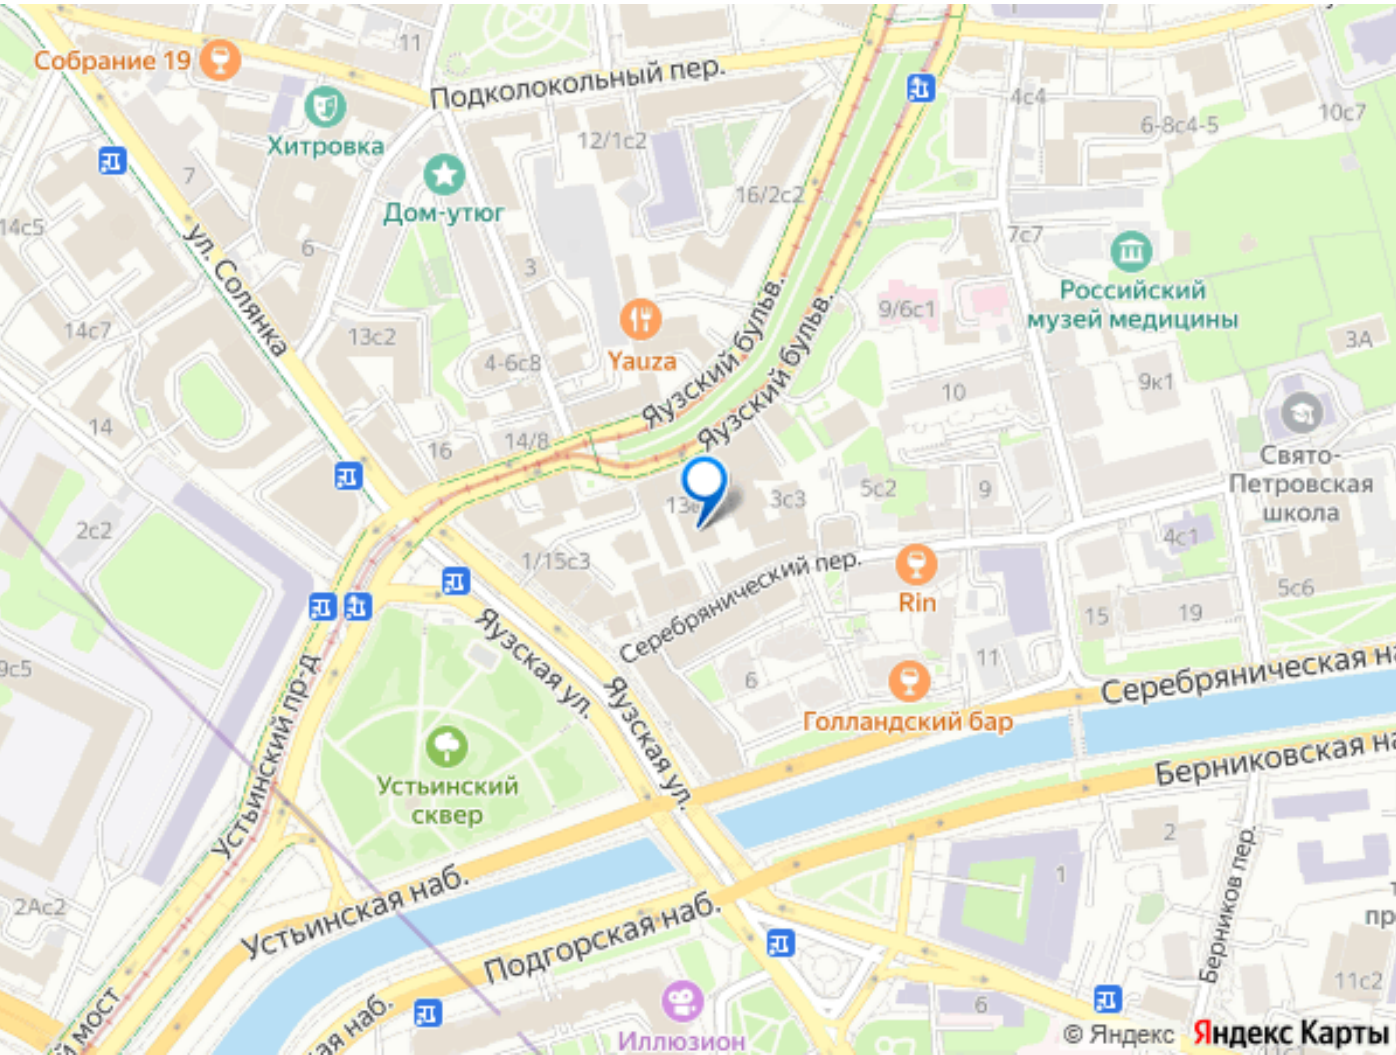 11
Собрание 19
Подколокольный пер.
4с4
10с7
6-8с4-5
Хитровка
12/1с2
7
16/2с2
Дом-утюг
14с5
ул. Солянка
6
3
7с7
Российский
музей медицины
9/6с1
Яузский бульв.
Яузский бульв.
14с7
13с2
4-6с8
Yauza
3А
9к1
10
14
16
14/8
Свято-
Петровская
школа
5с2
9
3с3
2с2
1/15с3
4с1
Серебрянический пер.
Rin
5с6
15
19
Яузская ул.
Яузская ул.
9с5
Устьинский пр-д
6
11
Серебряническая на
Голландский бар
Устьинский
сквер
Берниковская на
2
1
Берников пер.
2Ас2
Устьинская наб.
Подгорская наб.
пр
11с2
6
й мост
ая наб.
Иллюзион
© Яндекс Яндекс Карты